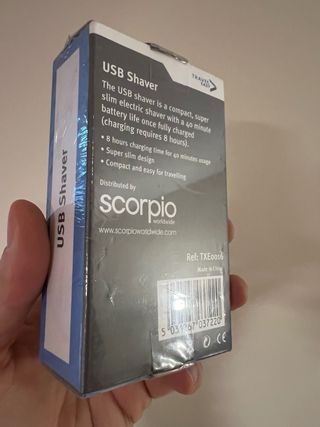 USB Shaver
TRAVEL
USB Shaver
The USB shaver is a compact, super
slim electric shaver with a 40 minute
battery life once fully charged
(charging requires 8 hours).
• 8 hours charging time for 40 minutes usage
• Super slim design
• Compact and easy for travelling
Distributed by
scorpio
worldwide
www.scorpioworldwide.com
Ref: TXE0016
Made in China
CE